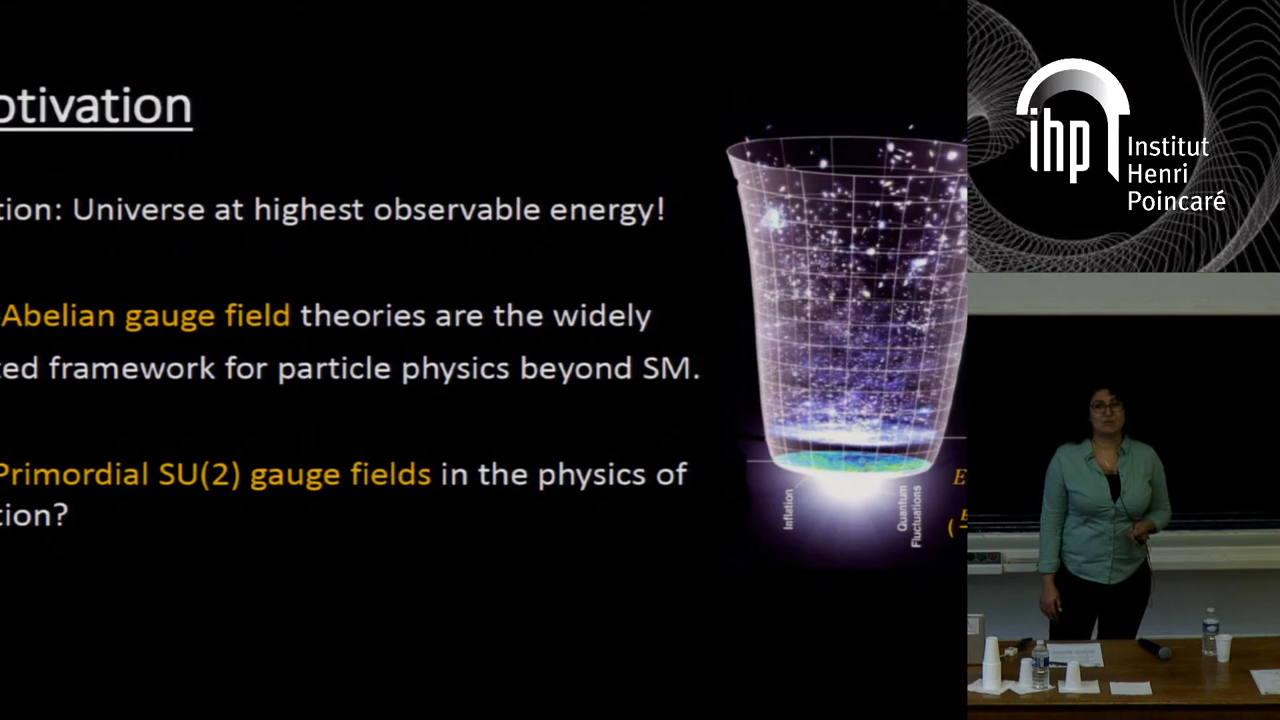 otivation
tion: Universe at highest observable energy!
Abelian gauge field theories are the widely
ted framework for particle physics beyond SM.
Primordial SU(2) gauge fields in the physics of
tion?
Inflation
Quantum
Fluctuations
E
ihp
Institut
Henri
Poincaré